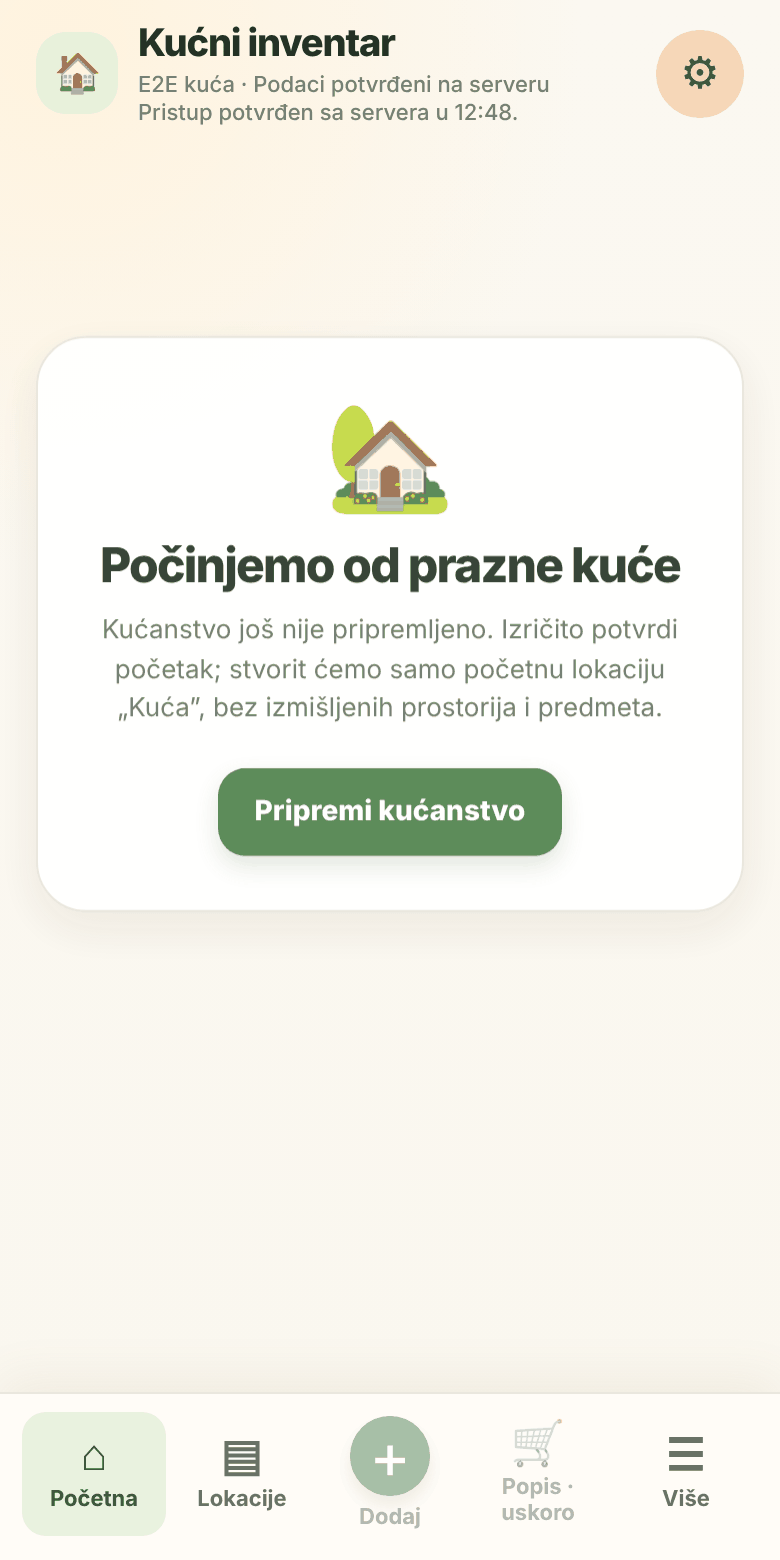 Kućni inventar
E2E kuća · Podaci potvrđeni na serveru
Pristup potvrđen sa servera u 12:48.
Počinjemo od prazne kuće
Kućanstvo još nije pripremljeno. Izričito potvrdi
početak; stvorit ćemo samo početnu lokaciju
„Kuća”, bez izmišljenih prostorija i predmeta.
Pripremi kućanstvo
Početna
Lokacije
Dodaj
Popis ·
uskoro
Više